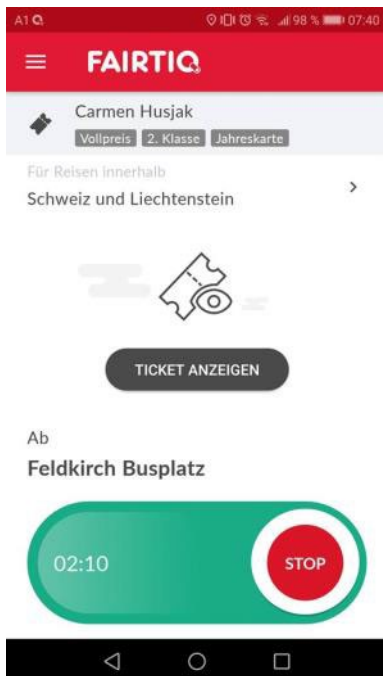 A1 98 % 07:40
FAIRTIQ
Carmen Husjak
Vollpreis 2. Klasse Jahreskarte
Für Reisen innerhalb
Schweiz und Liechtenstein
TICKET ANZEIGEN
Ab
Feldkirch Busplatz
02:10 STOP